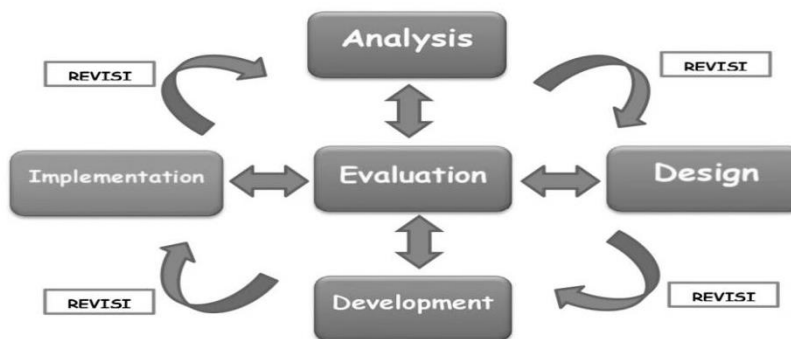 Analysis
REVISI
REVISI
Implementation
Evaluation
Design
REVISI
Development
REVISI